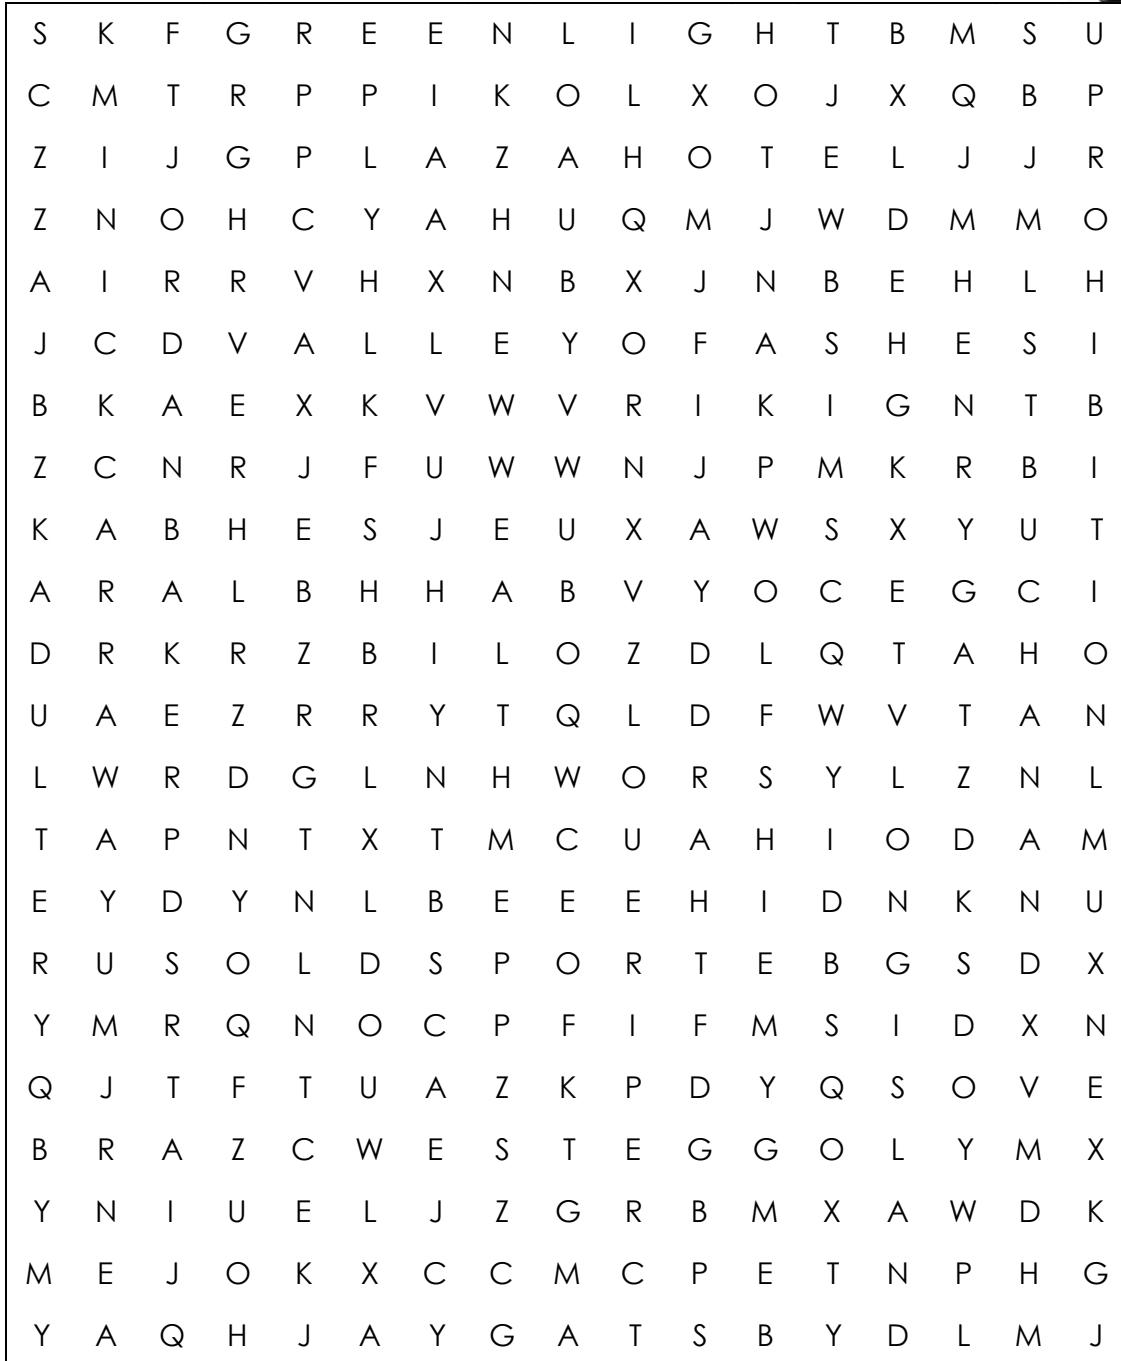 S K F G R E E N L I G H T B M S U
C M T R P P I K O L X O J X Q B P
Z I J G P L A Z A H O T E L J J R
Z N O H C Y A H U Q M J W D M M O
A I R R V H X N B X J N B E H L H
J C D V A L L E Y O F A S H E S I
B K A E X K V W V R I K I G N T B
Z C N R J F U W W N J P M K R B I
K A B H E S J E U X A W S X Y U T
A R A L B H H A B V Y O C E G C I
D R K R Z B I L O Z D L Q T A H O
U A E Z R R Y T Q L D F W V T A N
L W R D G L N H W O R S Y L Z N L
T A P N T X T M C U A H I O D A M
E Y D Y N L B E E E H I D N K N U
R U S O L D S P O R T E B G S D X
Y M R Q N O C P F I F M S I D X N
Q J T F T U A Z K P D Y Q S O V E
B R A Z C W E S T E G G O L Y M X
Y N I U E L J Z G R B M X A W D K
M E J O K X C C M C P E T N P H G
Y A Q H J A Y G A T S B Y D L M J